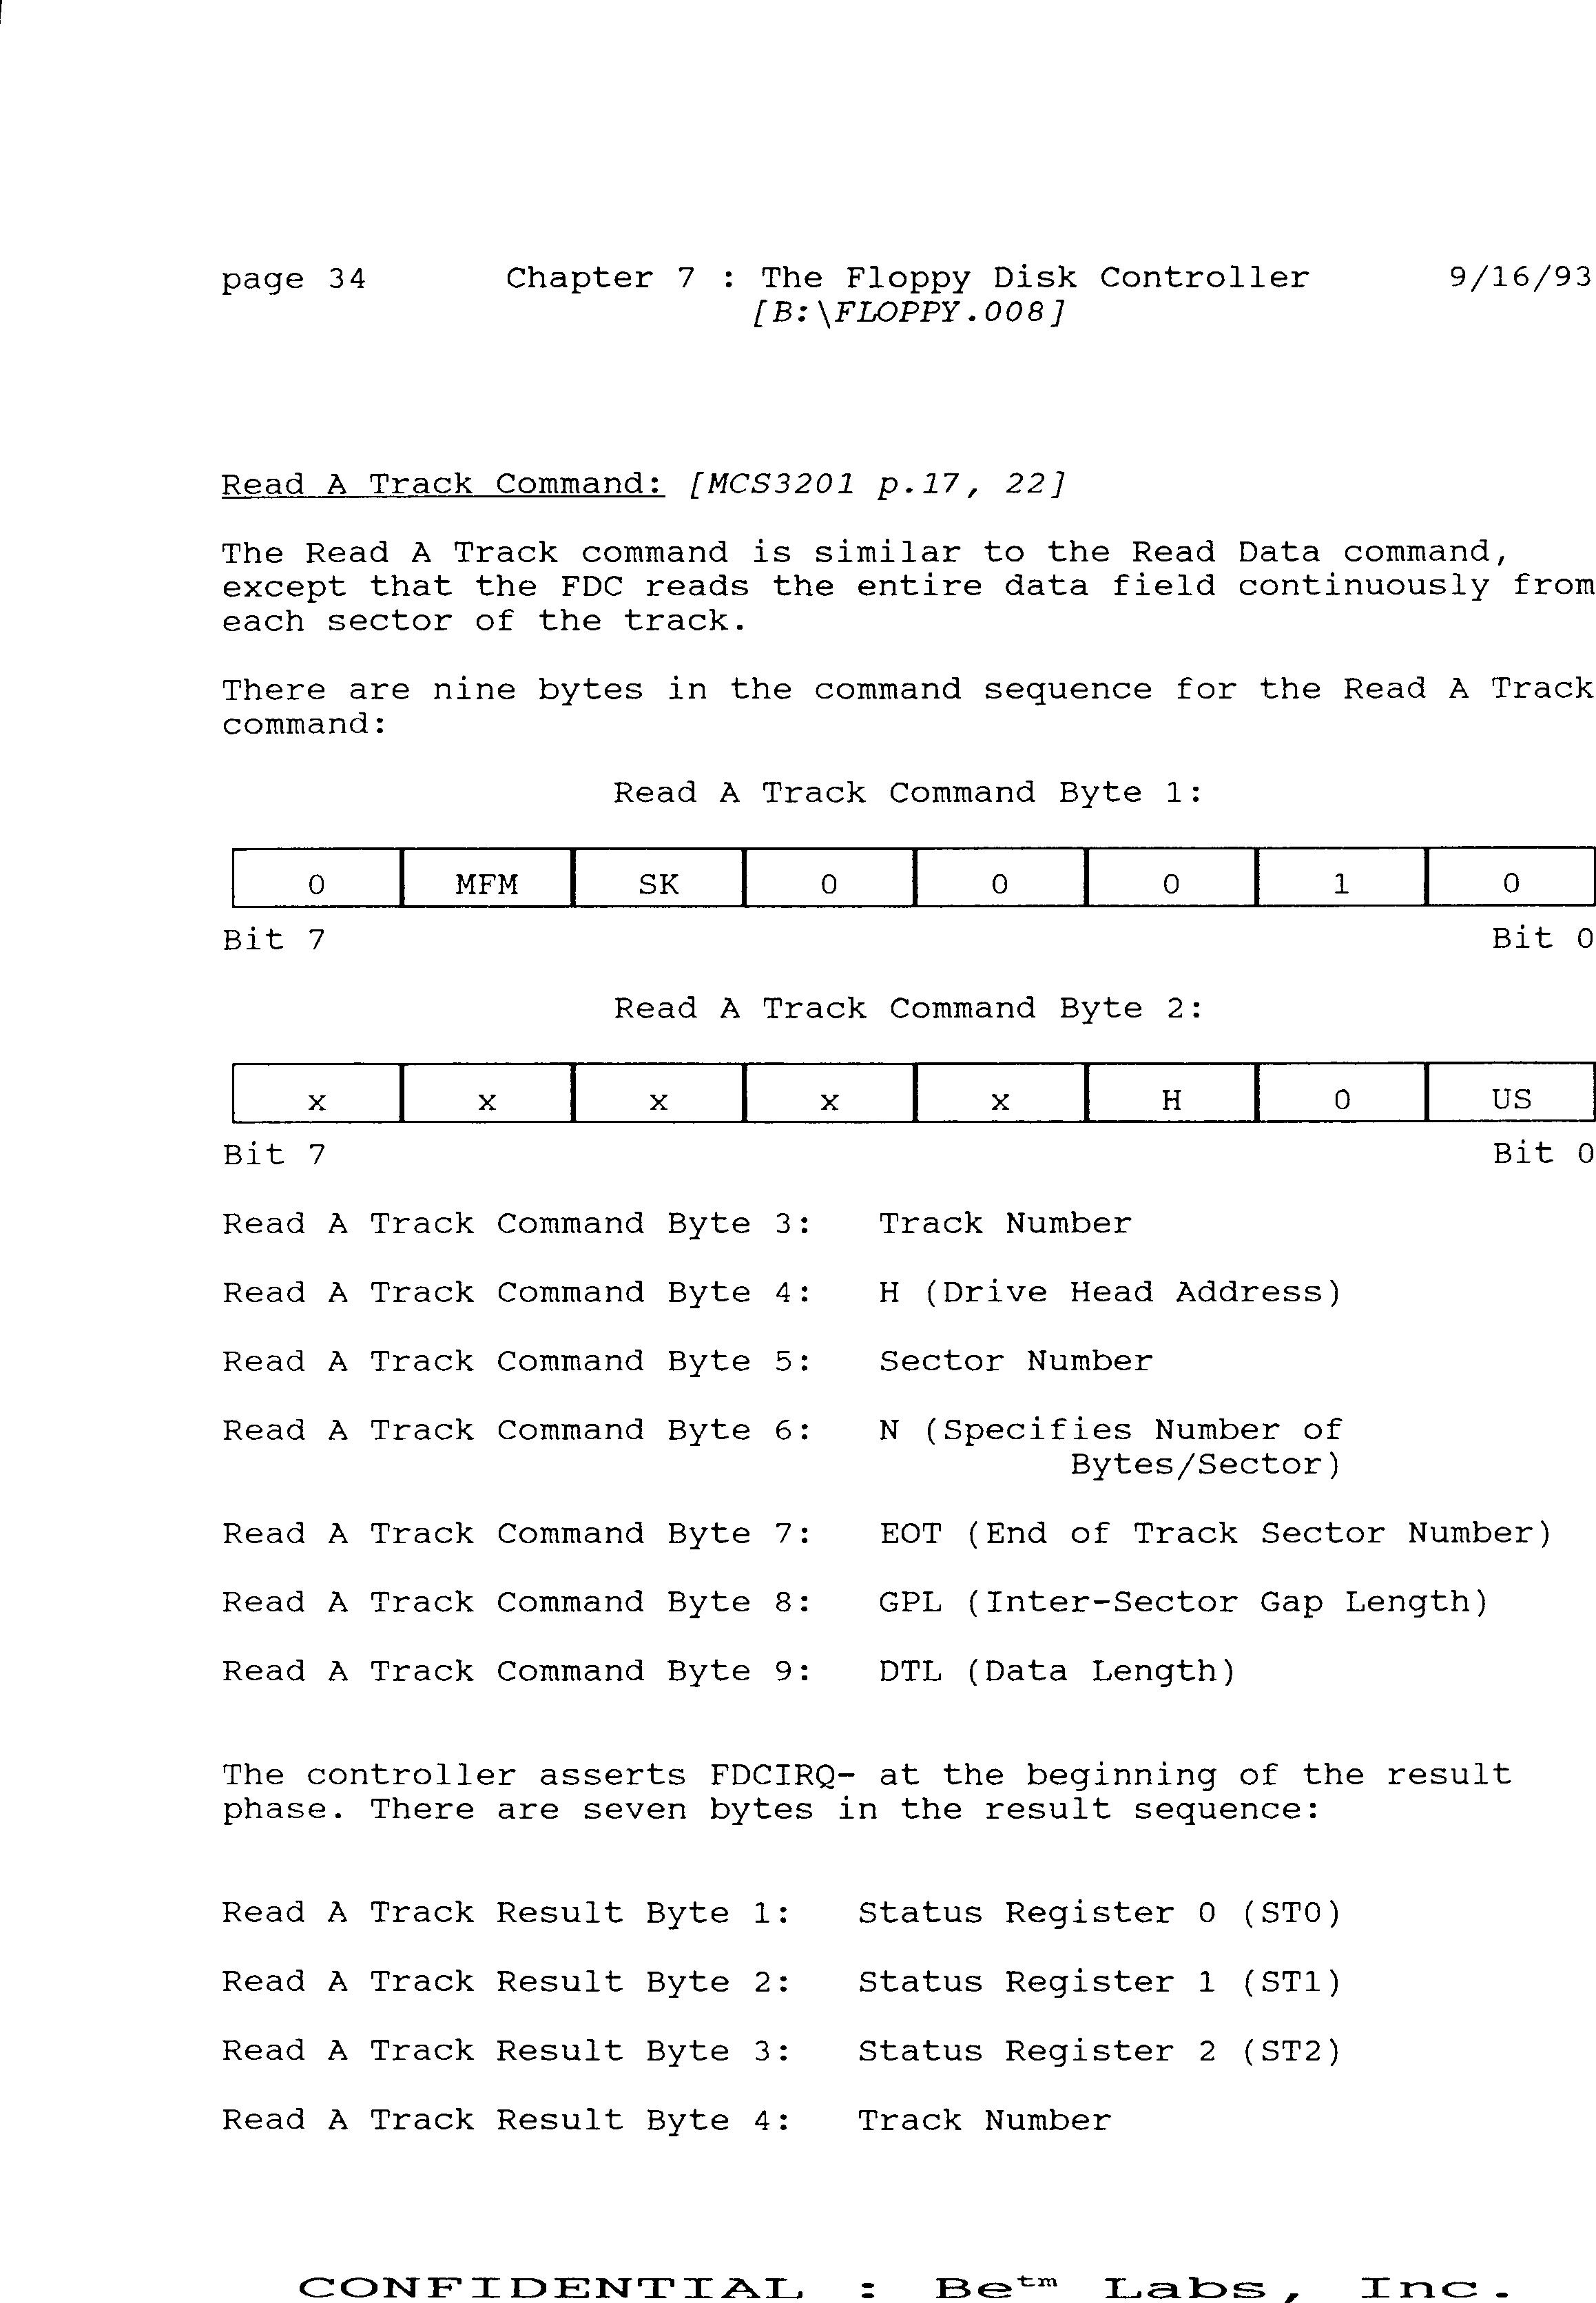 page 34 Chapter 7 : The Floppy Disk Controller 9/16/93
[B:\FLOPPY.008]
Read A Track Command: [MCS3201 p.17, 22]
The Read A Track command is similar to the Read Data command,
except that the FDC reads the entire data field continuously from
each sector of the track.
There are nine bytes in the command sequence for the Read A Track
command:
Read A Track Command Byte 1:
0 MFM SK 0 0 0 1 0
Bit 7 Bit 0
Read A Track Command Byte 2:
x x x x x H 0 US
Bit 7 Bit 0
Read A Track Command Byte 3: Track Number
Read A Track Command Byte 4: H (Drive Head Address)
Read A Track Command Byte 5: Sector Number
Read A Track Command Byte 6: N (Specifies Number of
Bytes/Sector)
Read A Track Command Byte 7: EOT (End of Track Sector Number)
Read A Track Command Byte 8: GPL (Inter-Sector Gap Length)
Read A Track Command Byte 9: DTL (Data Length)
The controller asserts FDCIRQ- at the beginning of the result
phase. There are seven bytes in the result sequence:
Read A Track Result Byte 1: Status Register 0 (ST0)
Read A Track Result Byte 2: Status Register 1 (ST1)
Read A Track Result Byte 3: Status Register 2 (ST2)
Read A Track Result Byte 4: Track Number
CONFIDENTIAL : Be™ Labs, Inc.